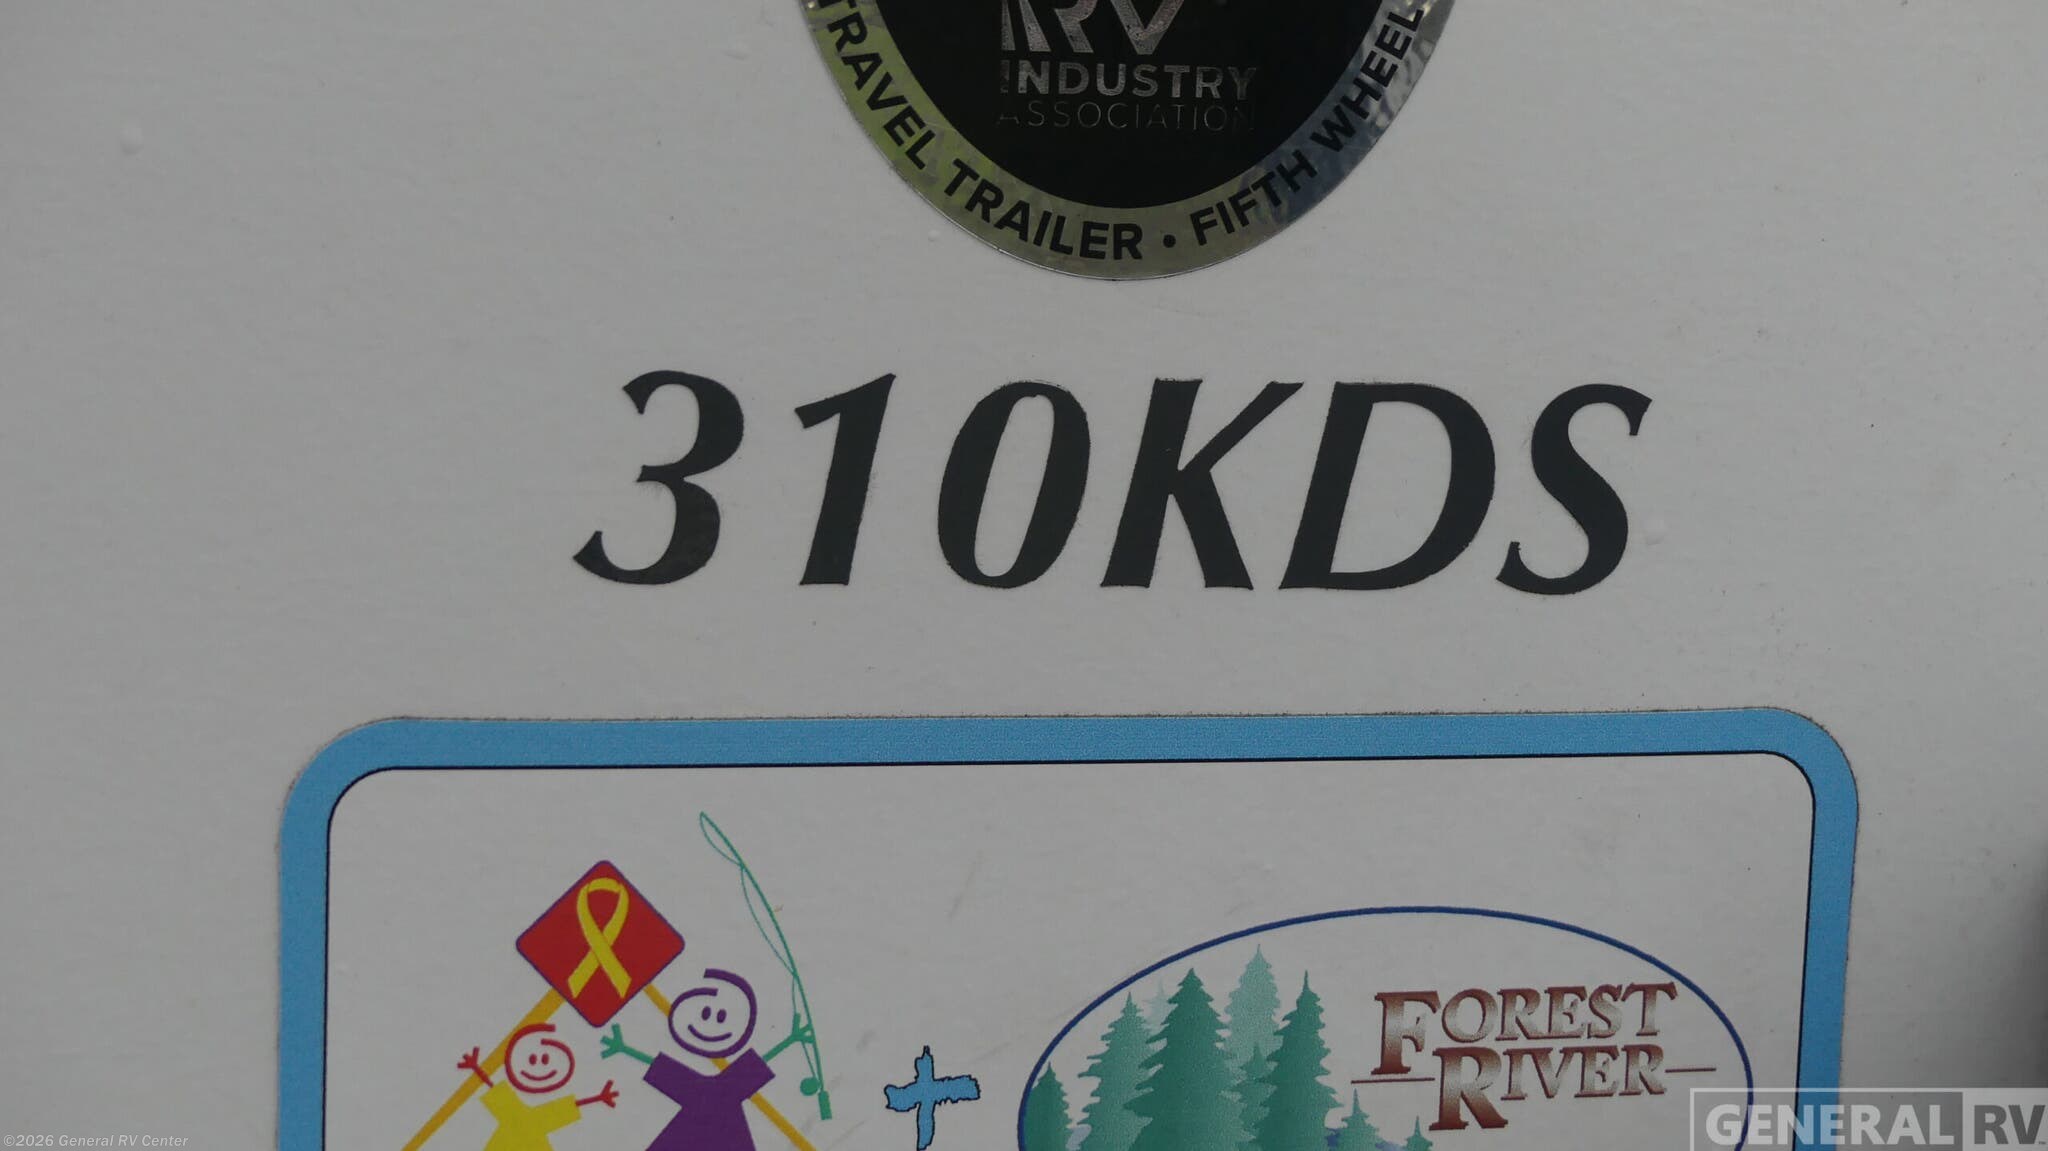 RV
INDUSTRY
ASSOCIATION
TRAVEL TRAILER • FIFTH WHEEL
310KDS
FOREST
RIVER
©2026 General RV Center
GENERAL RV